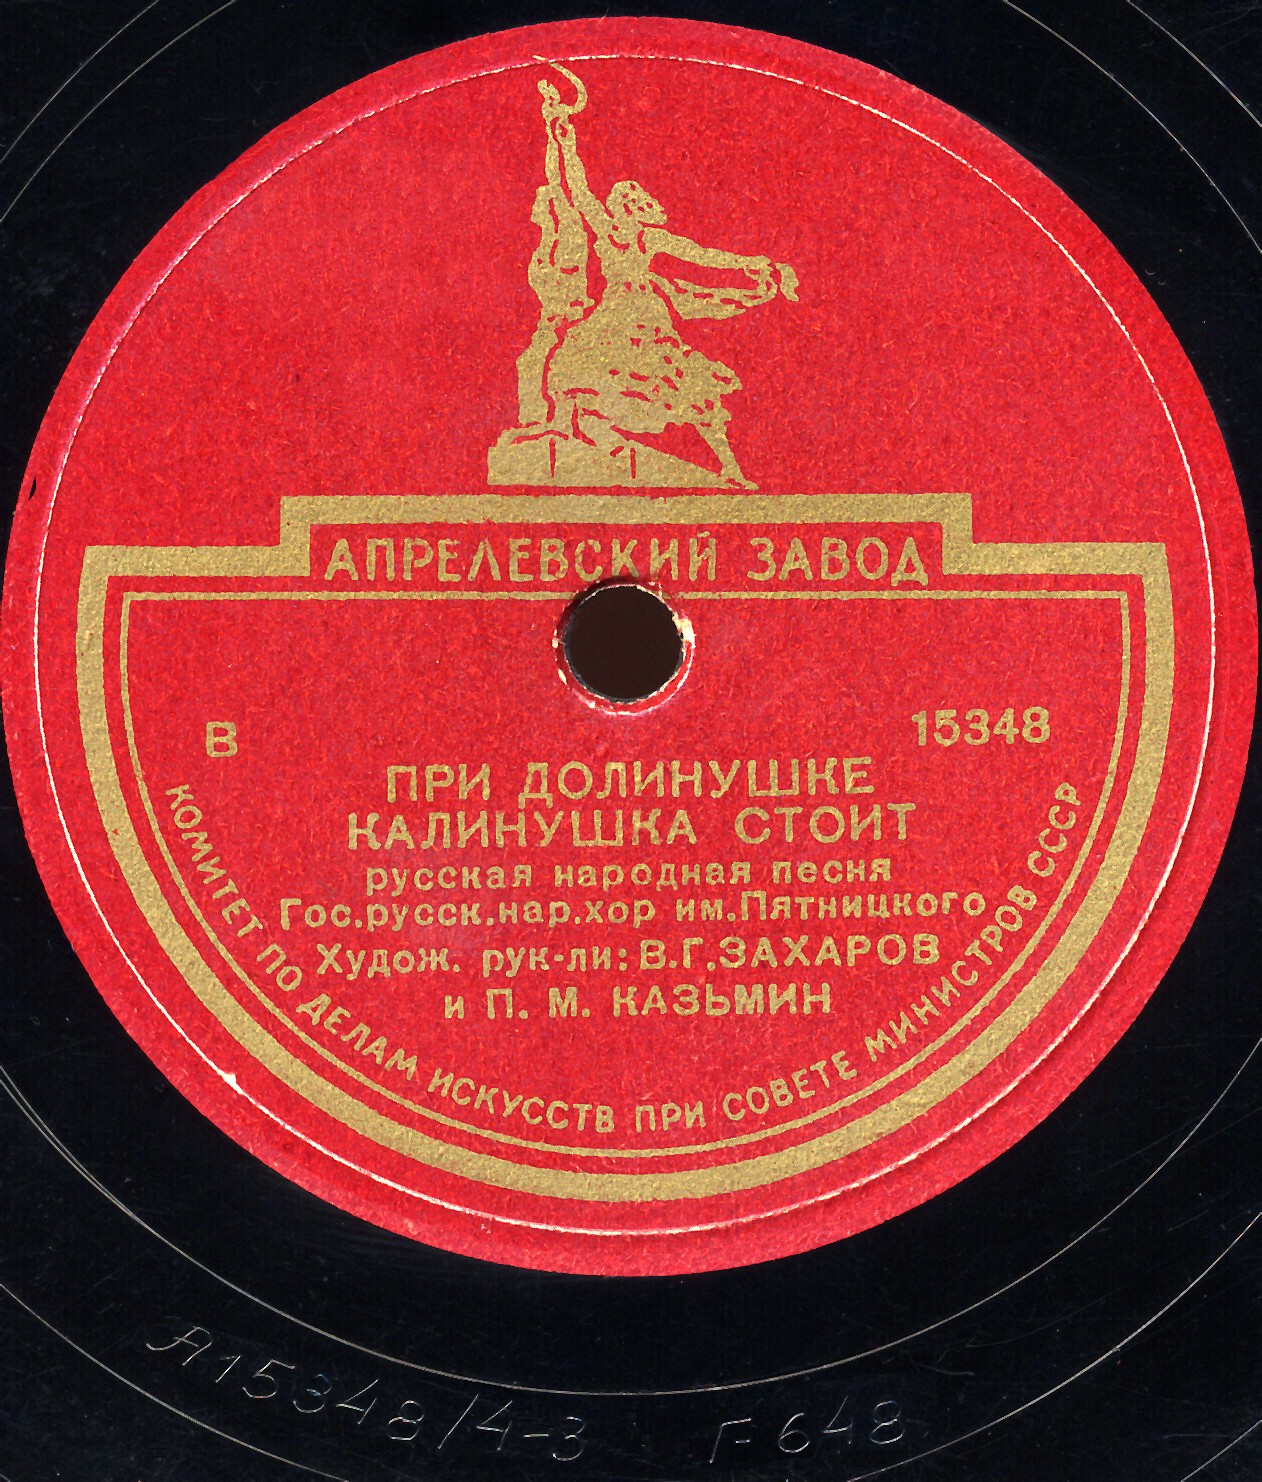 АПРЕЛЕВСКИЙ ЗАВОД
В
15348
ПРИ ДОЛИНУШКЕ
КАЛИНУШКА СТОИТ
русская народная песня
Гос.русск.нар.хор им.Пятницкого
Худож. рук-ли: В.Г.ЗАХАРОВ
и П. М. КАЗЬМИН
КОМИТЕТ ПО ДЕЛАМ ИСКУССТВ ПРИ СОВЕТЕ МИНИСТРОВ СССР
А15348/4-3 Г-648